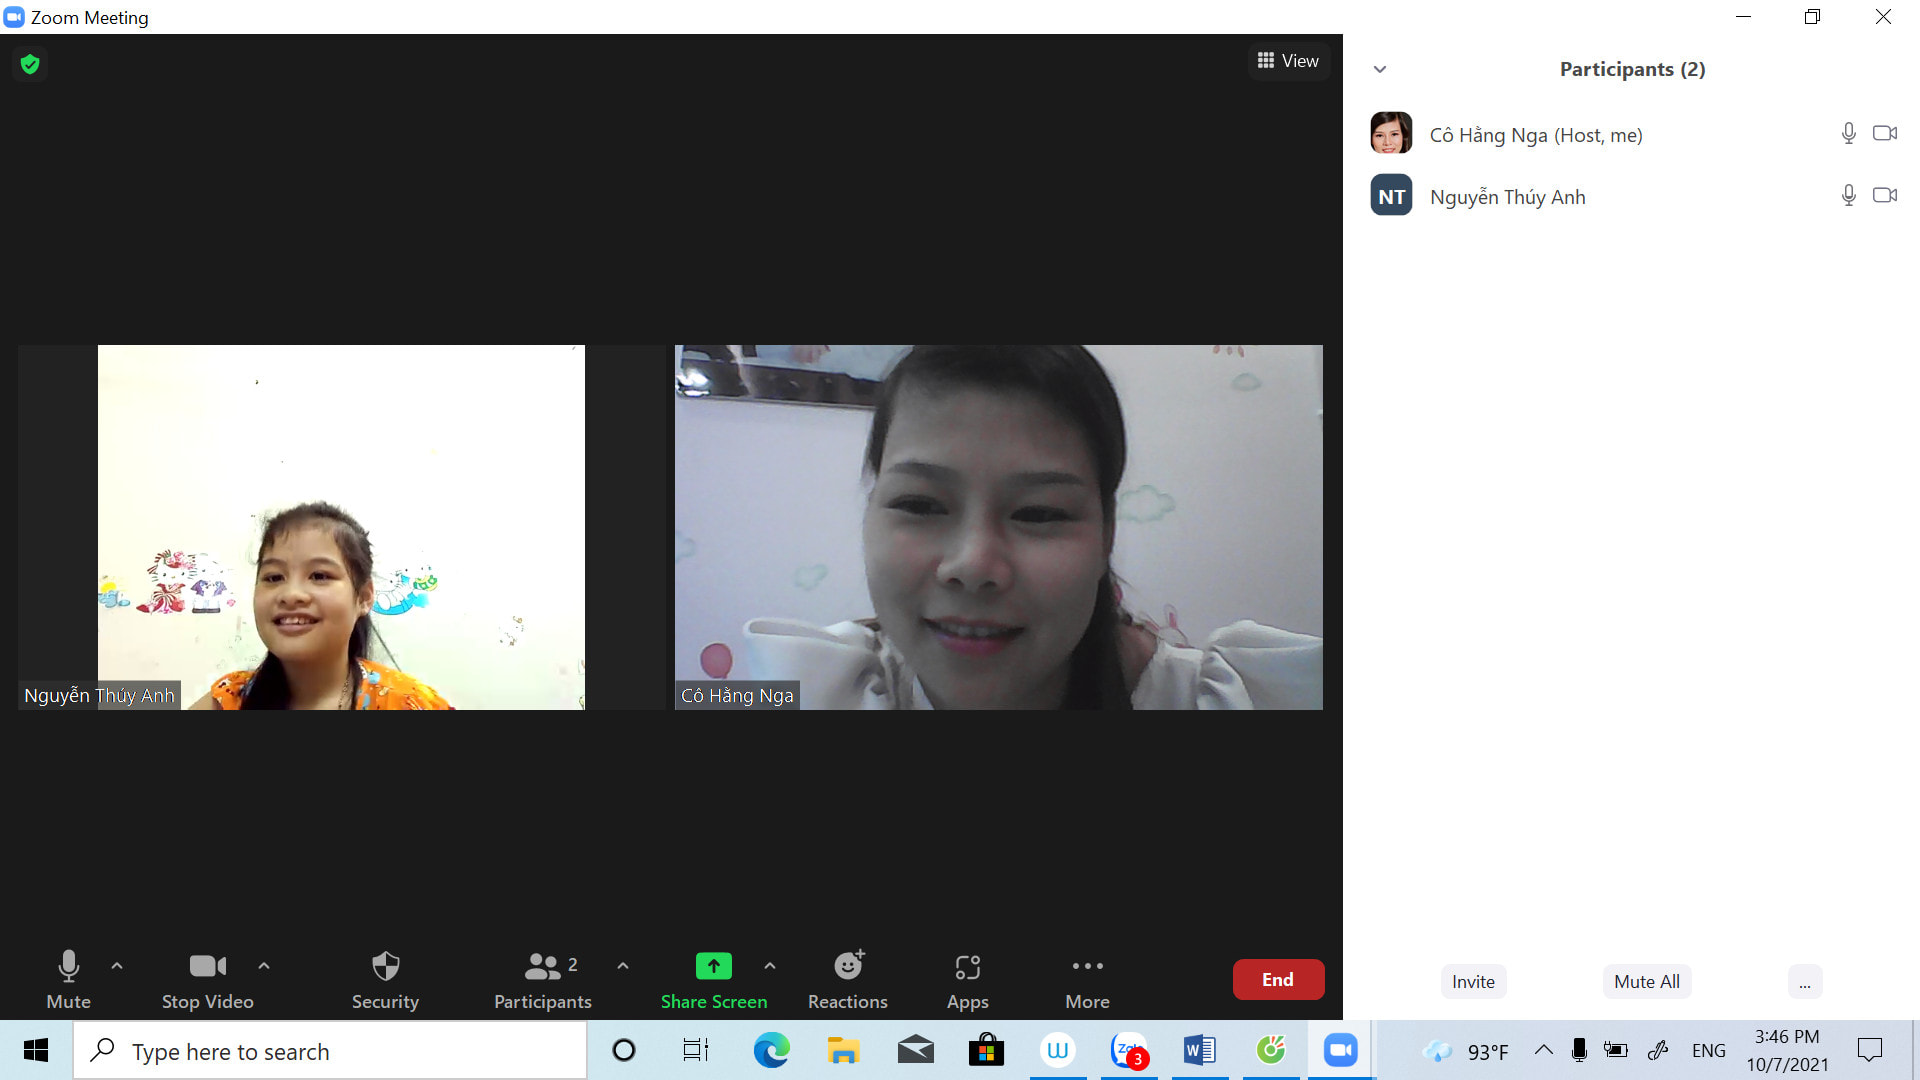 Zoom Meeting
View
Participants (2)
Cô Hằng Nga (Host, me)
NT
Nguyễn Thúy Anh
Nguyễn Thúy Anh
Cô Hằng Nga
2
Mute
Stop Video
Security
Participants
Share Screen
Reactions
Apps
More
End
Invite
Mute All
...
Type here to search
W
Zalo
3
W
93°F
ENG
3:46 PM
10/7/2021